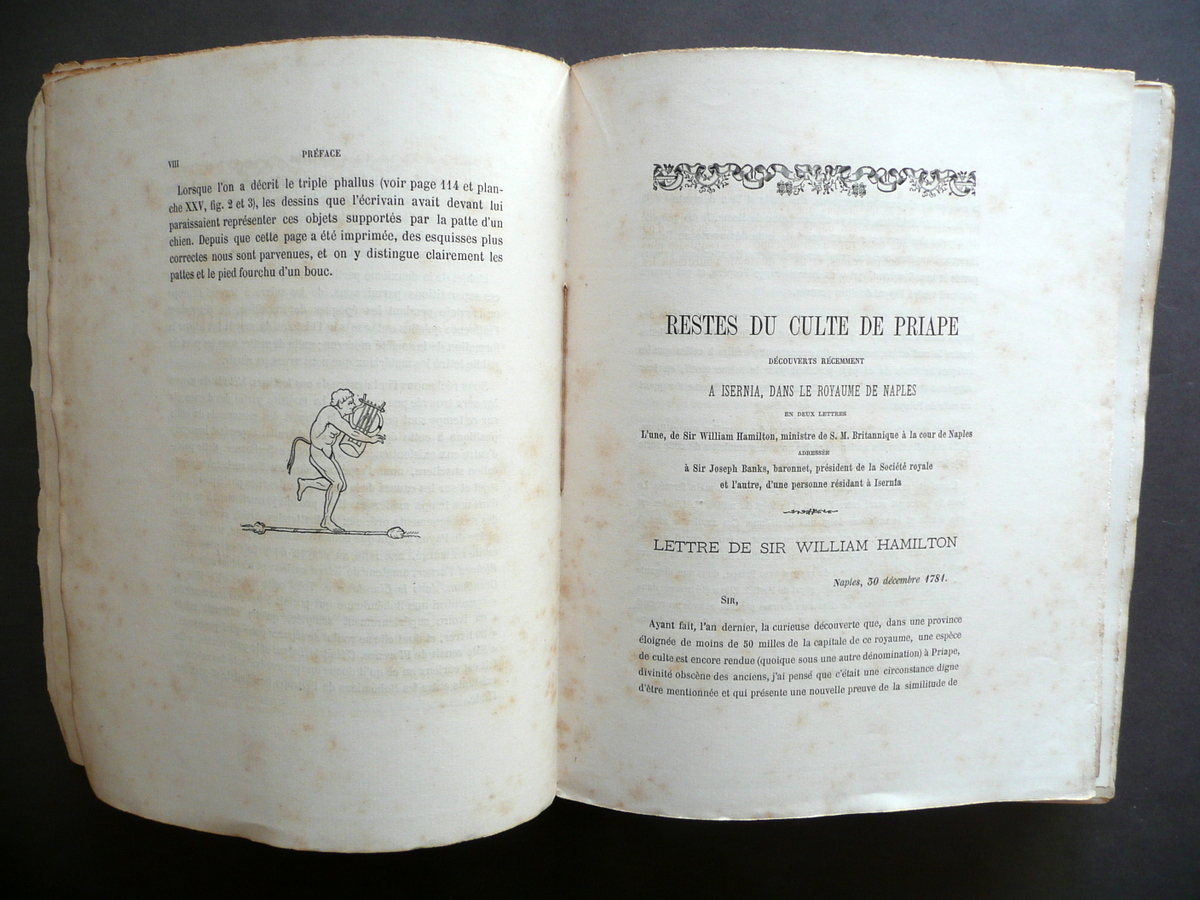 VIII
PRÉFACE
Lorsque l'on a décrit le triple phallus (voir page 114 et plan-
che XXV, fig. 2 et 3), les dessins que l'écrivain avait devant lui
paraissaient représenter ces objets supportés par la patte d'un
chien. Depuis que cette page a été imprimée, des esquisses plus
correctes nous sont parvenues, et on y distingue clairement les
pattes et le pied fourchu d'un bouc.
RESTES DU CULTE DE PRIAPE
DÉCOUVERTS RÉCEMMENT
A ISERNIA, DANS LE ROYAUME DE NAPLES
EN DEUX LETTRES
L'une, de Sir William Hamilton, ministre de S. M. Britannique à la cour de Naples
ADRESSÉE
à Sir Joseph Banks, baronnet, président de la Société royale
et l'autre, d'une personne résidant à Isernia
LETTRE DE SIR WILLIAM HAMILTON
Naples, 30 décembre 1781.
SIR,
Ayant fait, l'an dernier, la curieuse découverte que, dans une province
éloignée de moins de 50 milles de la capitale de ce royaume, une espèce
de culte est encore rendue (quoique sous une autre dénomination) à Priape,
divinité obscène des anciens, j'ai pensé que c'était une circonstance digne
d'être mentionnée et qui présente une nouvelle preuve de la similitude de